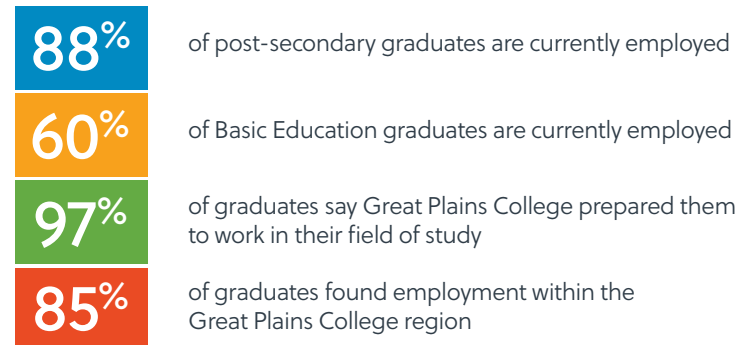 88%
of post-secondary graduates are currently employed
60%
of Basic Education graduates are currently employed
97%
of graduates say Great Plains College prepared them
to work in their field of study
85%
of graduates found employment within the
Great Plains College region